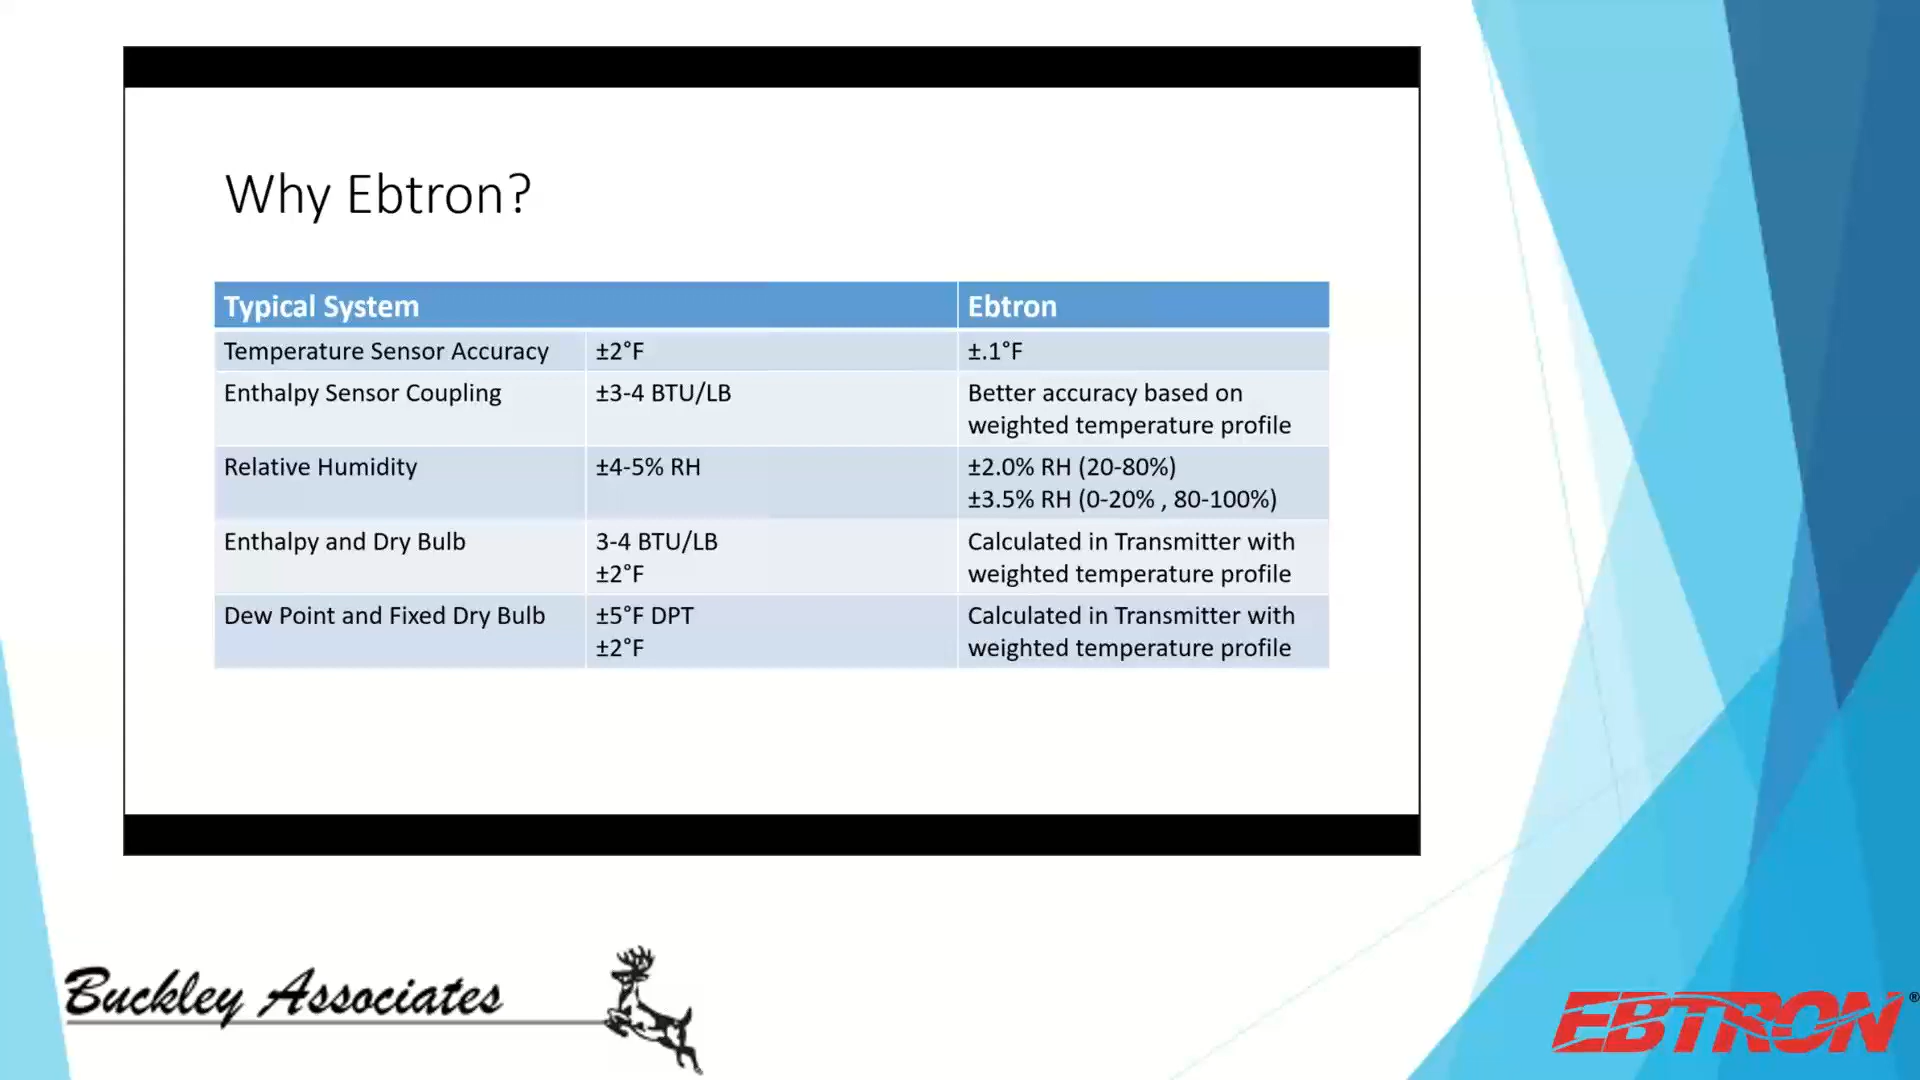 Why Ebtron?
Typical System Ebtron
Temperature Sensor Accuracy ±2°F ±.1°F
Enthalpy Sensor Coupling ±3-4 BTU/LB Better accuracy based on
weighted temperature profile
Relative Humidity ±4-5% RH ±2.0% RH (20-80%)
±3.5% RH (0-20% , 80-100%)
Enthalpy and Dry Bulb 3-4 BTU/LB Calculated in Transmitter with
±2°F weighted temperature profile
Dew Point and Fixed Dry Bulb ±5°F DPT Calculated in Transmitter with
±2°F weighted temperature profile
Buckley Associates
EBTRON®